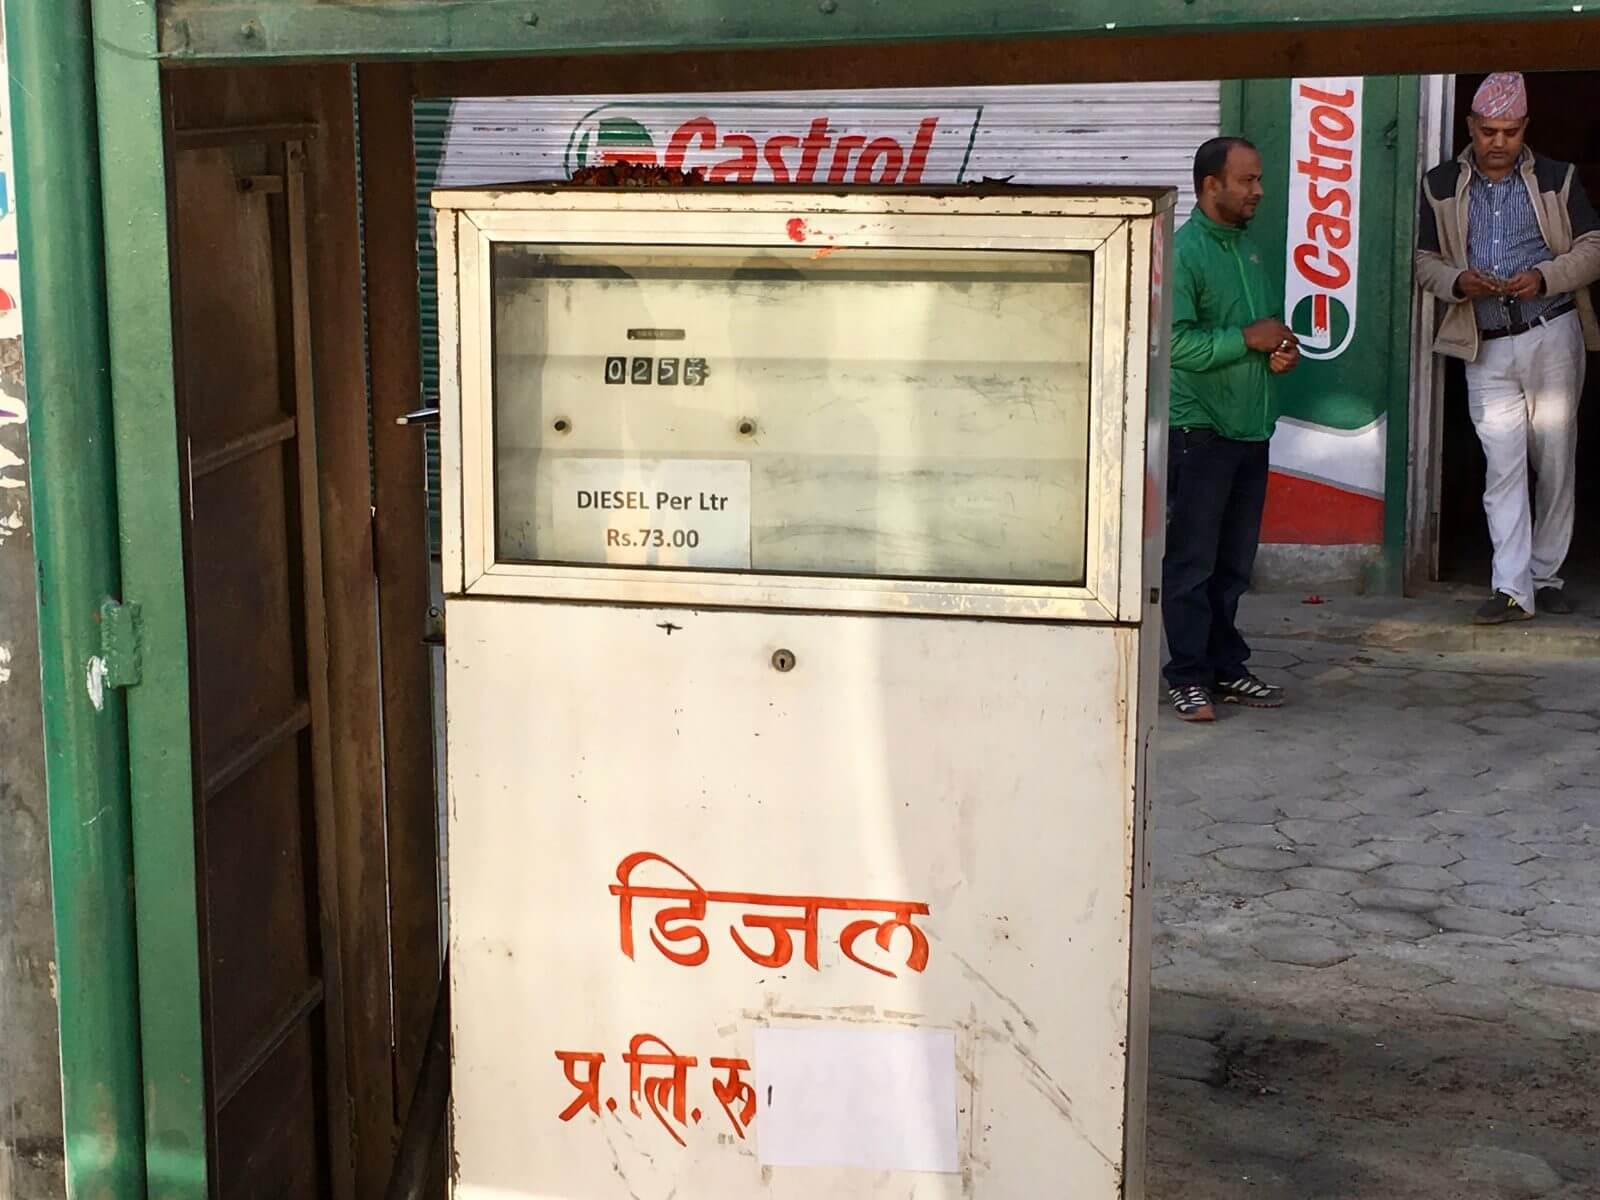 Castrol
Castrol
0255
DIESEL Per Ltr
Rs.73.00
डिजल
प्र.लि.रू